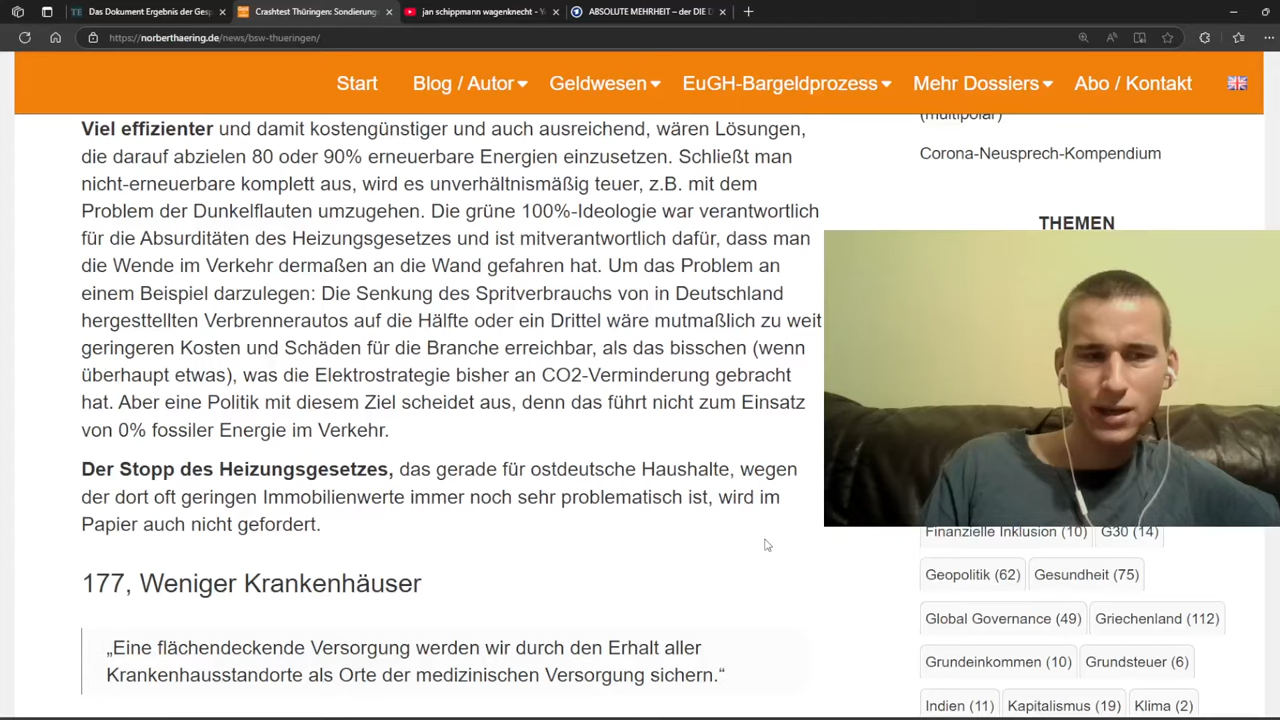 Das Dokument Ergebnis der Gesp
Crashtest Thüringen: Sondierung
jan schippmann wagenknecht - Y
ABSOLUTE MEHRHEIT – der DIE D
https://norberthaering.de/news/bsw-thueringen/
Start
Blog / Autor
Geldwesen
EuGH-Bargeldprozess
Mehr Dossiers
Abo / Kontakt
Viel effizienter und damit kostengünstiger und auch ausreichend, wären Lösungen,
die darauf abzielen 80 oder 90% erneuerbare Energien einzusetzen. Schließt man
nicht-erneuerbare komplett aus, wird es unverhältnismäßig teuer, z.B. mit dem
Problem der Dunkelflauten umzugehen. Die grüne 100%-Ideologie war verantwortlich
für die Absurditäten des Heizungsgesetzes und ist mitverantwortlich dafür, dass man
die Wende im Verkehr dermaßen an die Wand gefahren hat. Um das Problem an
einem Beispiel darzulegen: Die Senkung des Spritverbrauchs von in Deutschland
hergesttellten Verbrennerautos auf die Hälfte oder ein Drittel wäre mutmaßlich zu weit
geringeren Kosten und Schäden für die Branche erreichbar, als das bisschen (wenn
überhaupt etwas), was die Elektrostrategie bisher an CO2-Verminderung gebracht
hat. Aber eine Politik mit diesem Ziel scheidet aus, denn das führt nicht zum Einsatz
von 0% fossiler Energie im Verkehr.
Der Stopp des Heizungsgesetzes, das gerade für ostdeutsche Haushalte, wegen
der dort oft geringen Immobilienwerte immer noch sehr problematisch ist, wird im
Papier auch nicht gefordert.
177, Weniger Krankenhäuser
„Eine flächendeckende Versorgung werden wir durch den Erhalt aller
Krankenhausstandorte als Orte der medizinischen Versorgung sichern.“
(multipolar)
Corona-Neusprech-Kompendium
THEMEN
Finanzielle Inklusion (10)
G30 (14)
Geopolitik (62)
Gesundheit (75)
Global Governance (49)
Griechenland (112)
Grundeinkommen (10)
Grundsteuer (6)
Indien (11)
Kapitalismus (19)
Klima (2)